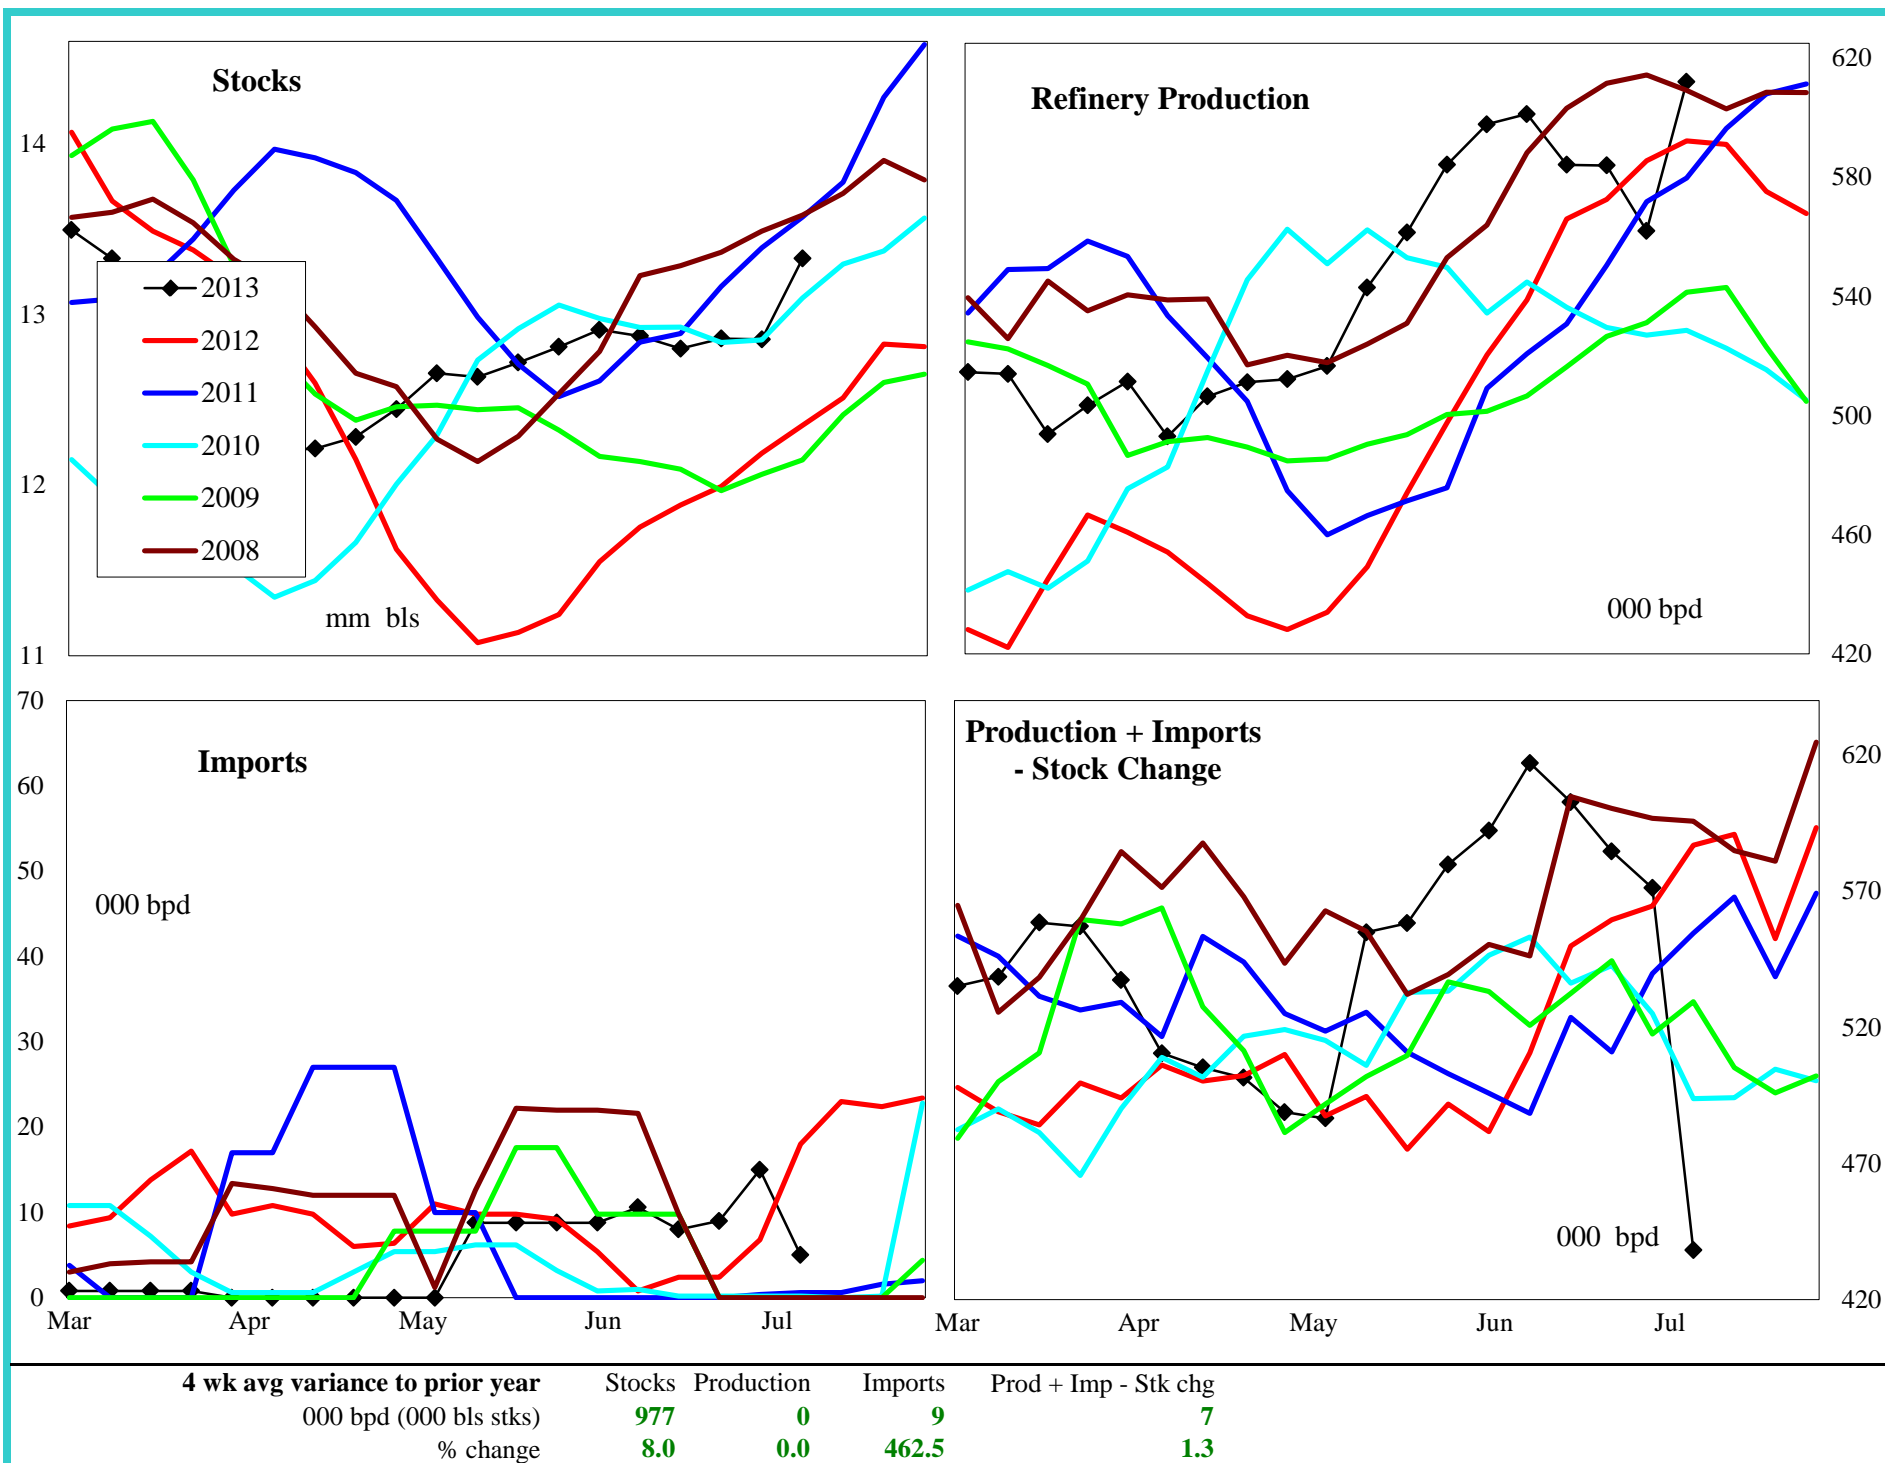 Stocks
14
13
12
11
2013
2012
2011
2010
2009
2008
mm bls
Refinery Production
620
580
540
500
460
420
000 bpd
Imports
70
60
50
40
30
20
10
0
000 bpd
Mar Apr May Jun Jul
Production + Imports
- Stock Change
620
570
520
470
420
000 bpd
Mar Apr May Jun Jul
4 wk avg variance to prior year Stocks Production Imports Prod + Imp - Stk chg
000 bpd (000 bls stks) 977 0 9 7
% change 8.0 0.0 462.5 1.3